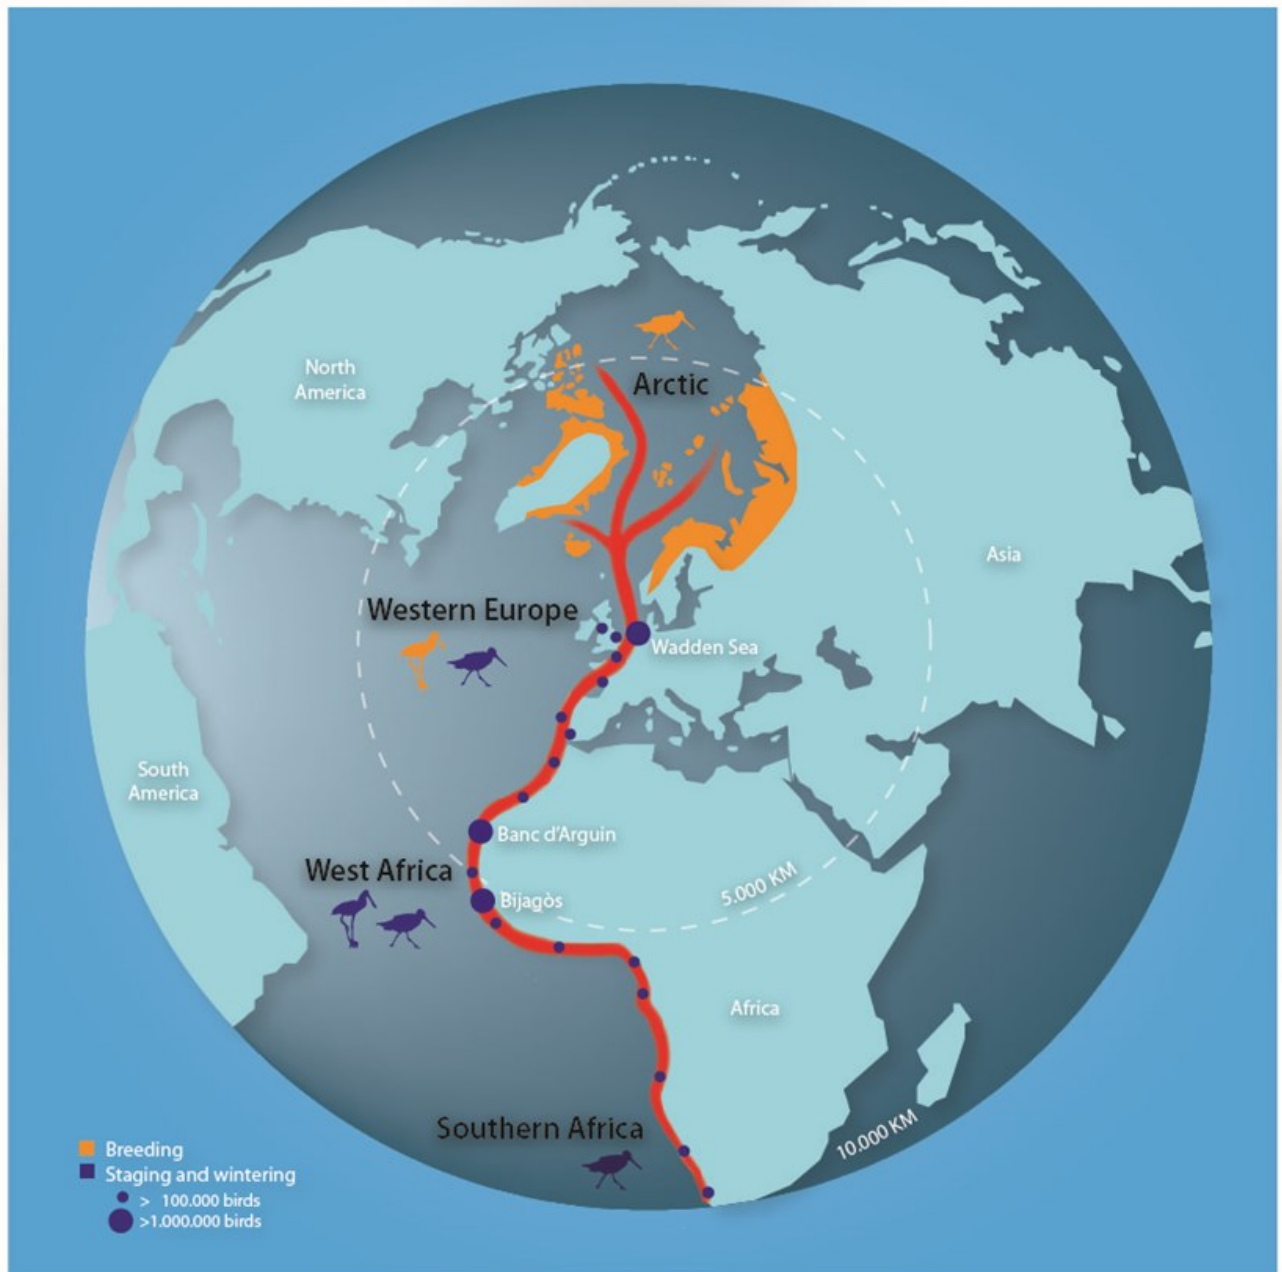 Arctic
North
America
Asia
Western Europe
Wadden Sea
South
America
Banc d'Arguin
West Africa
5.000 KM
Bijagòs
Africa
Southern Africa
10.000 KM
Breeding
Staging and wintering
> 100.000 birds
>1.000.000 birds